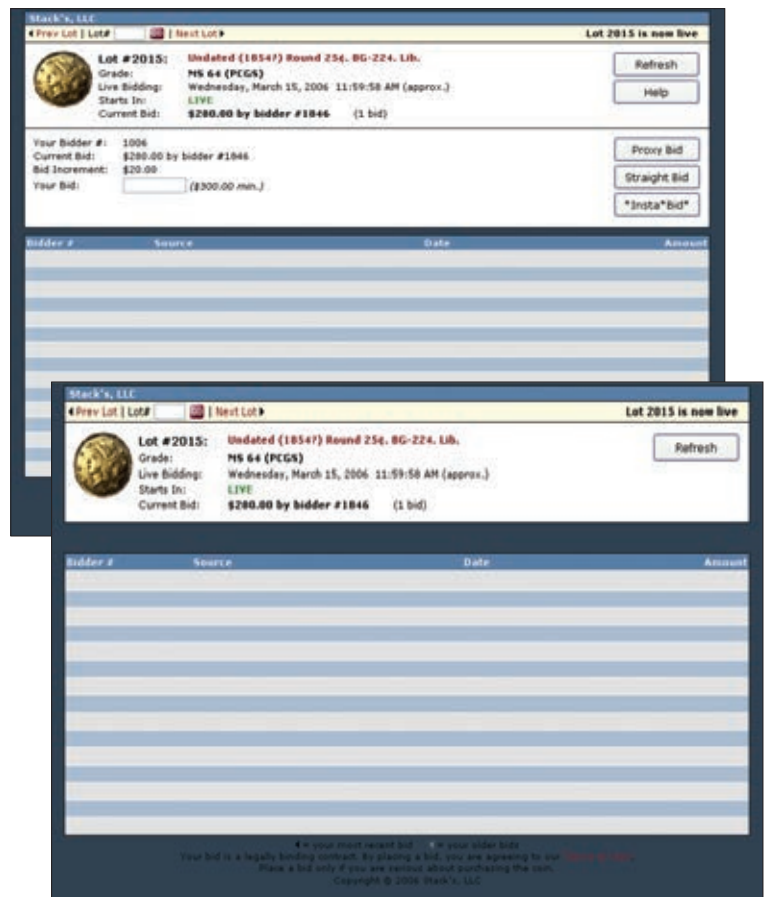 Stack's, LLC
Prev Lot | Lot# | Next Lot Lot 2015 is now live
Lot #2015: Undated (1854?) Round 25¢. BG-224. Lib.
Grade: MS 64 (PCGS)
Live Bidding: Wednesday, March 15, 2006 11:59:58 AM (approx.)
Starts In: LIVE
Current Bid: $280.00 by bidder #1846 (1 bid)
Refresh
Help
Your Bidder #: 1006
Current Bid: $280.00 by bidder #1846
Bid Increment: $20.00
Your Bid: ($300.00 min.)
Proxy Bid
Straight Bid
*Insta*Bid*
Bidder # Source Date Amount
Stack's, LLC
Prev Lot | Lot# | Next Lot Lot 2015 is now live
Lot #2015: Undated (1854?) Round 25¢. BG-224. Lib.
Grade: MS 64 (PCGS)
Live Bidding: Wednesday, March 15, 2006 11:59:58 AM (approx.)
Starts In: LIVE
Current Bid: $280.00 by bidder #1846 (1 bid)
Refresh
Bidder # Source Date Amount
= your most recent bid = your older bids
Your bid is a legally binding contract. By placing a bid, you are agreeing to our
Place a bid only if you are serious about purchasing the coin.
Copyright © 2006 Stack's, LLC